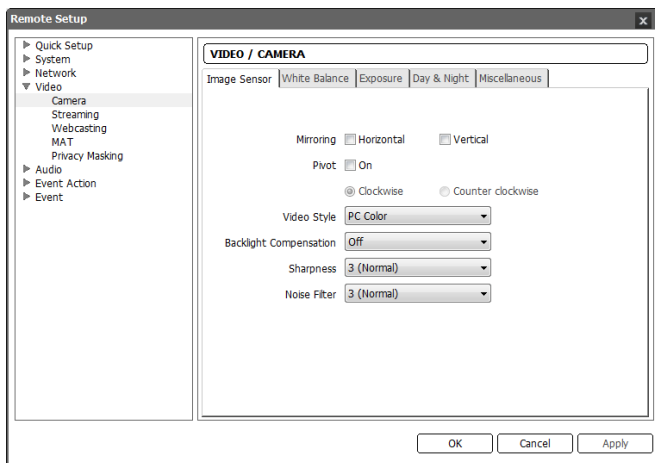 Remote Setup
x
Quick Setup
System
Network
Video
Camera
Streaming
Webcasting
MAT
Privacy Masking
Audio
Event Action
Event
VIDEO / CAMERA
Image Sensor White Balance Exposure Day & Night Miscellaneous
Mirroring Horizontal Vertical
Pivot On
Clockwise Counter clockwise
Video Style PC Color
Backlight Compensation Off
Sharpness 3 (Normal)
Noise Filter 3 (Normal)
OK Cancel Apply